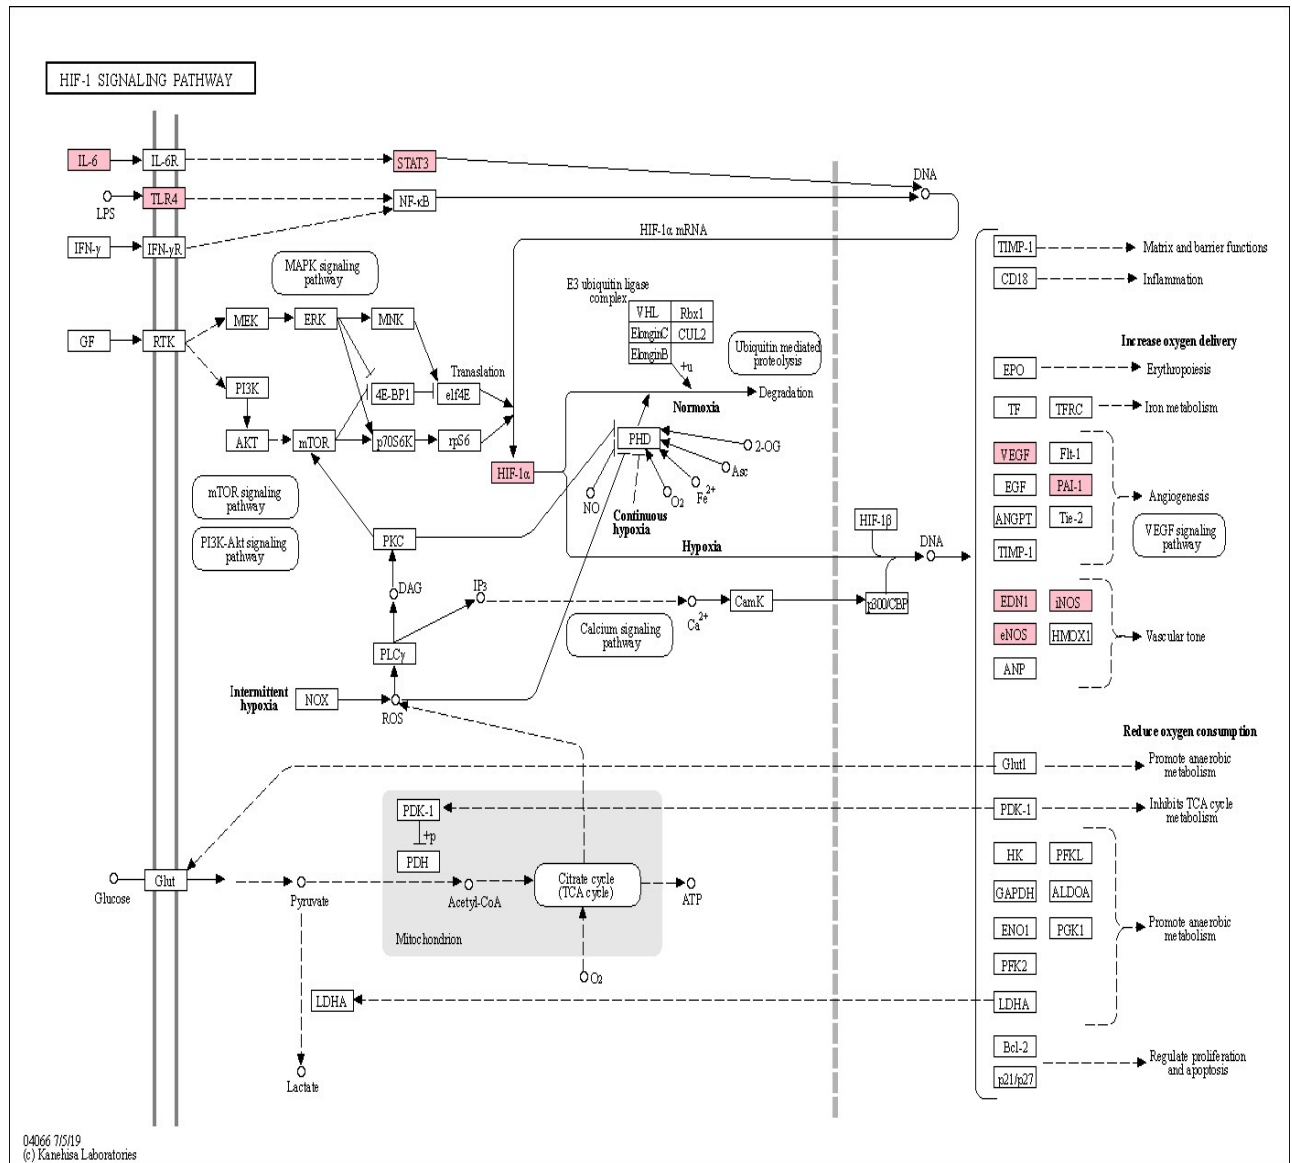 HIF-1 SIGNALING PATHWAY
IL-6
IL-6R
STAT3
DNA
LPS
TLR4
NF-κB
IFN-γ
IFN-γR
HIF-1α mRNA
MAPK signaling
pathway
E3 ubiquitin ligase
complex
VHL
Rbx1
ElonginC
CUL2
ElonginB
+u
Ubiquitin mediated
proteolysis
GF
RTK
MEK
ERK
MNK
PI3K
4E-BP1
elf4E
Tranaslation
AKT
mTOR
p70S6K
rpS6
Degradation
Normoxia
PHD
2-OG
Asc
Fe2+
O2
NO
HIF-1α
Continuous
hypoxia
Hypoxia
mTOR signaling
pathway
PI3K-Akt signaling
pathway
PKC
DAG
IP3
HIF-1β
DNA
Ca2+
CamK
p300/CBP
Calcium signaling
pathway
PLCγ
Intermittent
hypoxia
NOX
ROS
TIMP-1
Matrix and barrier functions
CD18
Inflammation
Increase oxygen delivery
EPO
Erythropoiesis
TF
TFRC
Iron metabolism
VEGF
Flt-1
EGF
PAI-1
Angiogenesis
ANGPT
Tie-2
VEGF signaling
pathway
TIMP-1
EDN1
iNOS
eNOS
HMOX1
Vascular tone
ANP
Reduce oxygen consumption
Glut1
Promote anaerobic
metabolism
PDK-1
Inhibits TCA cycle
metabolism
HK
PFKL
GAPDH
ALDOA
ENO1
PGK1
Promote anaerobic
metabolism
PFK2
LDHA
Bcl-2
p21/p27
Regulate proliferation
and apoptosis
PDK-1
+p
PDH
Glucose
Glut
Pyruvate
Acetyl-CoA
Citrate cycle
(TCA cycle)
ATP
Mitochondrion
O2
LDHA
Lactate
04066 7/5/19
(c) Kanehisa Laboratories